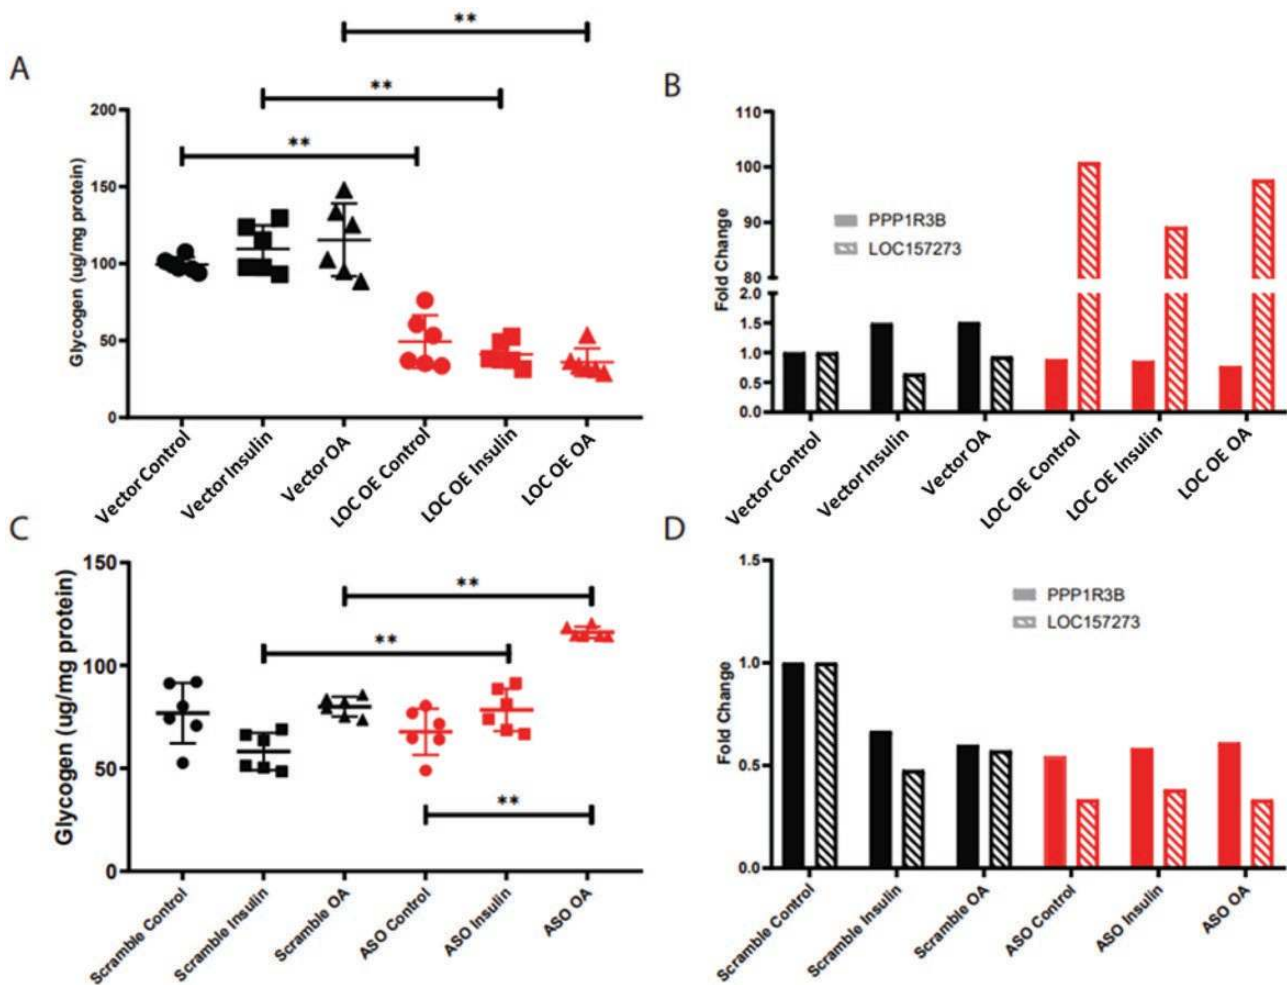 A
**
**
**
Glycogen (ug/mg protein)
200
150
100
50
0
Vector Control
Vector Insulin
Vector OA
LOC OE Control
LOC OE Insulin
LOC OE OA
B
Fold Change
110
100
90
80
2.0
1.5
1.0
0.5
0.0
PPP1R3B
LOC157273
Vector Control
Vector Insulin
Vector OA
LOC OE Control
LOC OE Insulin
LOC OE OA
C
Glycogen (ug/mg protein)
150
100
50
0
**
**
**
Scramble Control
Scramble Insulin
Scramble OA
ASO Control
ASO Insulin
ASO OA
D
Fold Change
1.5
1.0
0.5
0.0
PPP1R3B
LOC157273
Scramble Control
Scramble Insulin
Scramble OA
ASO Control
ASO Insulin
ASO OA